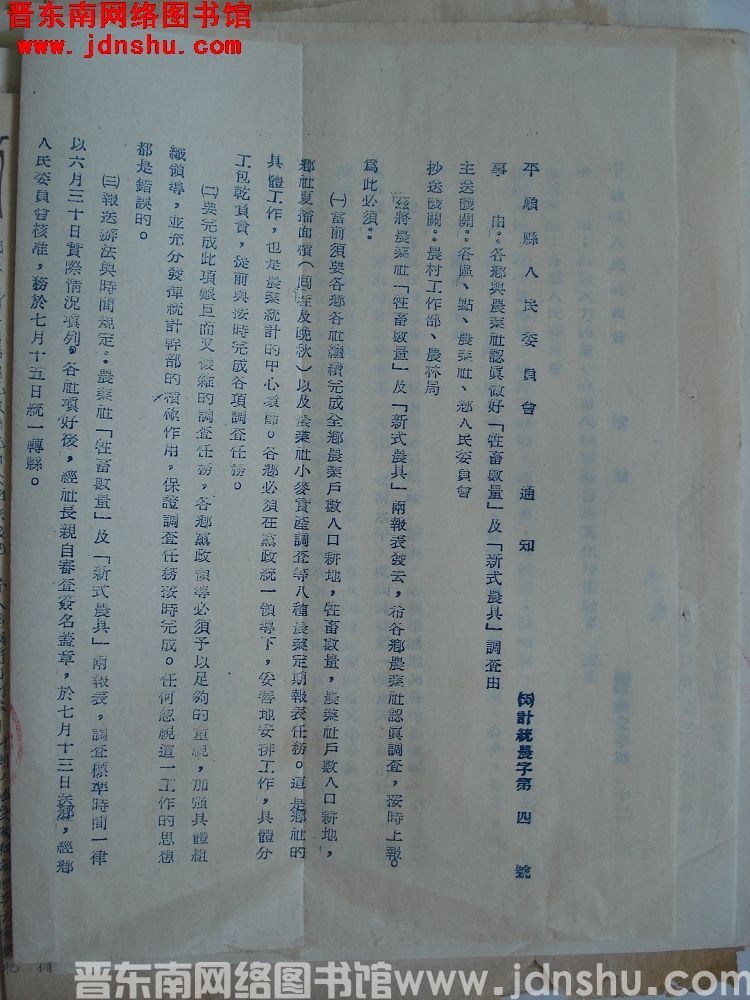 晋东南网络图书馆
www.jdnshu.com
平順縣人民委員會通知
計統農字第四號
事由：各鄉與農業社認眞做好「牲畜數量」及「新式農具」調查由
主送機關：各區、點、農業社、鄉人民委員會
抄送機關：農村工作部、農林局
茲將農業社「牲畜數量」及「新式農具」兩報表發去，希各鄉農業社認眞調查，按時上報。
爲此必須：
㈠當前須要各鄉各社繼續完成全鄉農業戶數人口耕地，牲畜數量，農業社戶數人口耕地，
鄉社夏播面積（回茬及晚秋）以及農業社小麥實產調查等八種農業定期報表任務。這是鄉社的
具體工作，也是農業統計的中心環節。各鄉必須在黨政統一領導下，妥善地安排工作，具體分
工包乾負責，從前與按時完成各項調查任務。
㈡要完成此項艱巨而又複雜的調查任務，各鄉黨政領導必須予以足夠的重視，加强具體組
織領導，並充分發揮統計幹部的積極作用，保證調查任務按時完成。任何忽視這一工作的思想
都是錯誤的。
㈢報送辦法與時間規定：農業社「牲畜數量」及「新式農具」兩報表，調查標準時間一律
以六月三十日實際情況填列。各社填好後，經社長親自審查簽名蓋章，於七月十三日送鄉，經鄉
人民委員會核准，務於七月十五日統一轉縣。
晋东南网络图书馆www.jdnshu.com